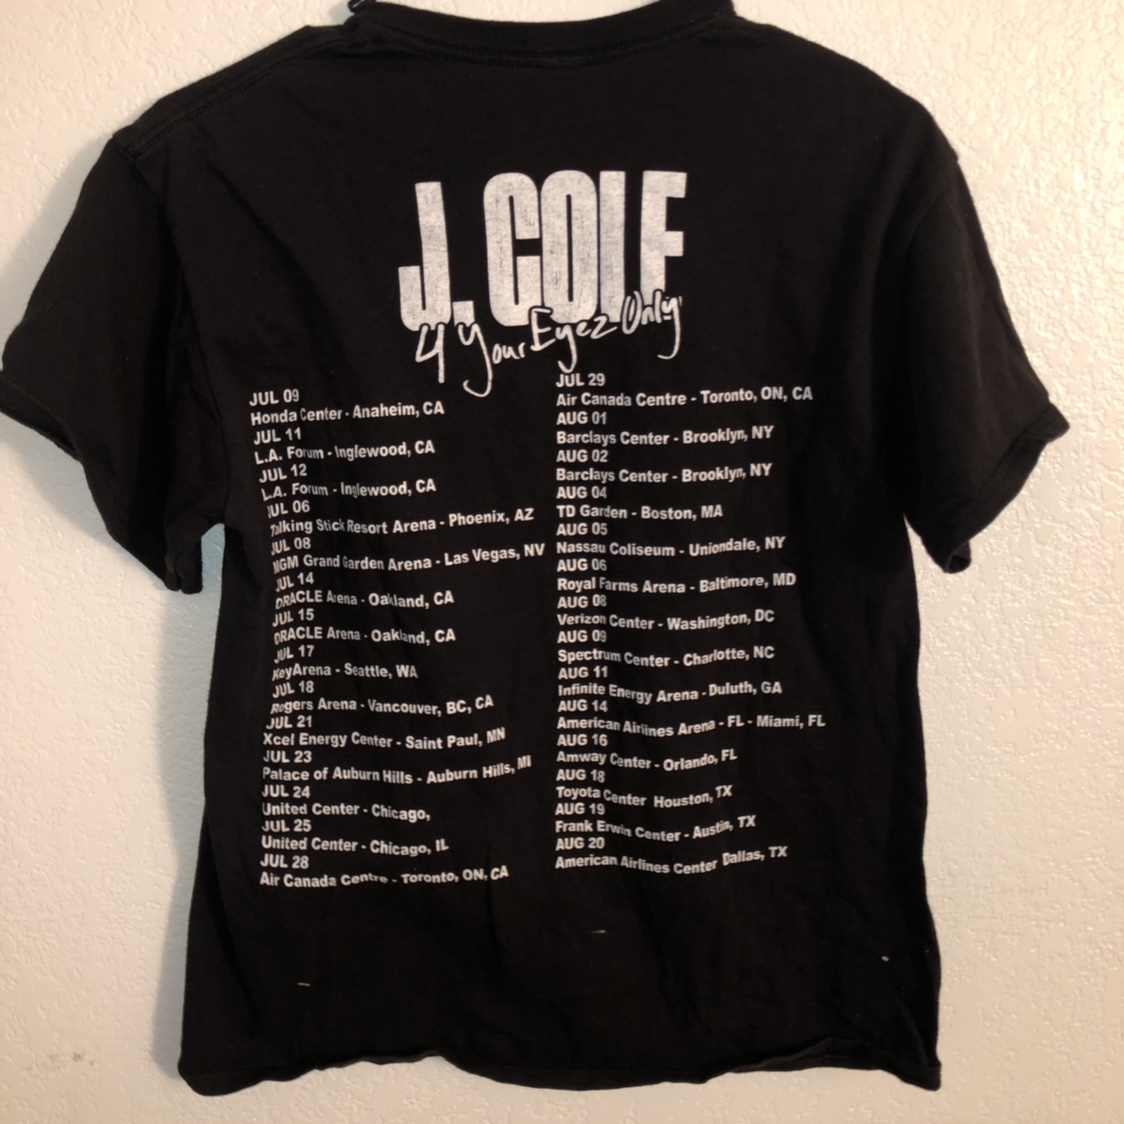 J. COLE
4 Your Eyez Only
JUL 09
Honda Center - Anaheim, CA
JUL 11
L.A. Forum - Inglewood, CA
JUL 12
L.A. Forum - Inglewood, CA
JUL 06
Talking Stick Resort Arena - Phoenix, AZ
JUL 08
MGM Grand Garden Arena - Las Vegas, NV
JUL 14
ORACLE Arena - Oakland, CA
JUL 15
ORACLE Arena - Oakland, CA
JUL 17
KeyArena - Seattle, WA
JUL 18
Rogers Arena - Vancouver, BC, CA
JUL 21
Xcel Energy Center - Saint Paul, MN
JUL 23
Palace of Auburn Hills - Auburn Hills, MI
JUL 24
United Center - Chicago,
JUL 25
United Center - Chicago, IL
JUL 28
Air Canada Centre - Toronto, ON, CA
JUL 29
Air Canada Centre - Toronto, ON, CA
AUG 01
Barclays Center - Brooklyn, NY
AUG 02
Barclays Center - Brooklyn, NY
AUG 04
TD Garden - Boston, MA
AUG 05
Nassau Coliseum - Uniondale, NY
AUG 06
Royal Farms Arena - Baltimore, MD
AUG 08
Verizon Center - Washington, DC
AUG 09
Spectrum Center - Charlotte, NC
AUG 11
Infinite Energy Arena - Duluth, GA
AUG 14
American Airlines Arena - FL - Miami, FL
AUG 16
Amway Center - Orlando, FL
AUG 18
Toyota Center Houston, TX
AUG 19
Frank Erwin Center - Austin, TX
AUG 20
American Airlines Center Dallas, TX